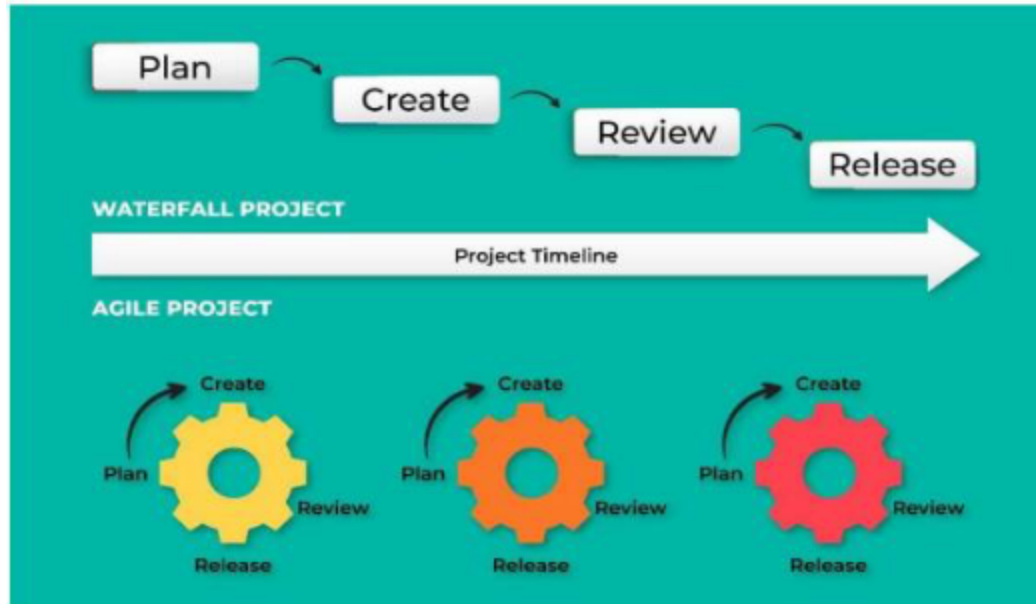 Plan
Create
Review
Release
WATERFALL PROJECT
Project Timeline
AGILE PROJECT
Create
Plan
Review
Release
Create
Plan
Review
Release
Create
Plan
Review
Release